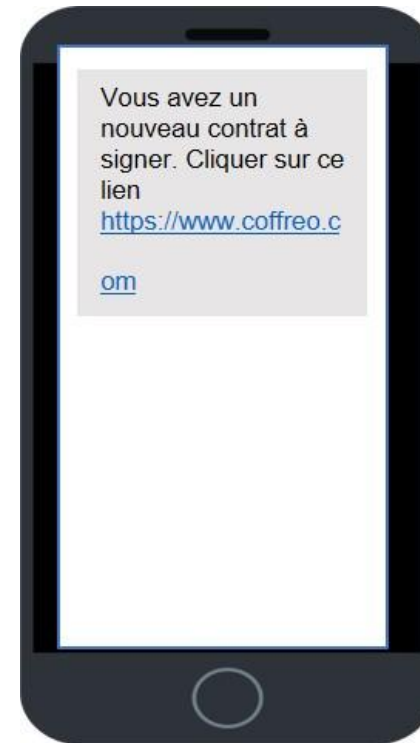 Vous avez un
nouveau contrat à
signer. Cliquer sur ce
lien
https://www.coffreo.c
om